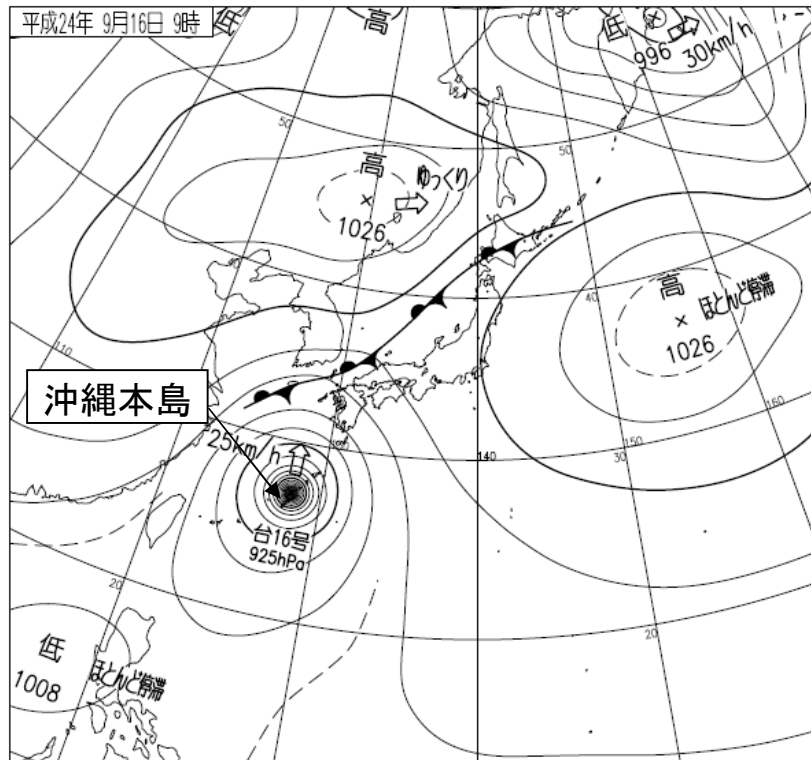 平成24年 9月16日 9時
低
高
低
996
30km/h
50
50
高
ゆっくり
1026
40
高
ほとんど停滞
1026
110
沖縄本島
25km/h
160
150
140
30
台16号
925hPa
20
20
低
ほとんど停滞
1008